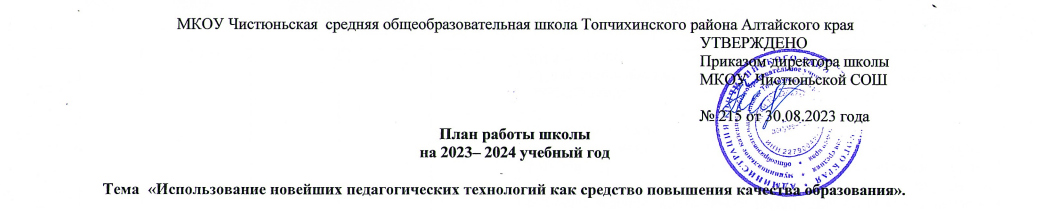 МКОУ Чистюньская средняя общеобразовательная школа Топчихинского района Алтайского края
УТВЕРЖДЕНО
Приказом директора школы
МКОУ Чистюньской СОШ
№ 215 от 30.08.2023 года
План работы школы
на 2023– 2024 учебный год
Тема «Использование новейших педагогических технологий как средство повышения качества образования».